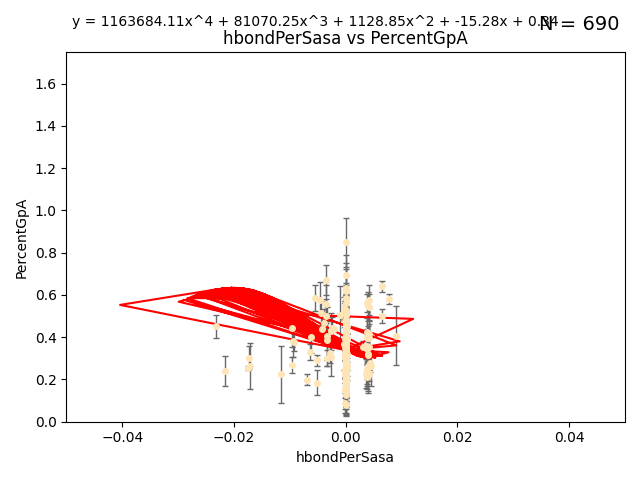 y = 1163684.11x^4 + 81070.25x^3 + 1128.85x^2 + -15.28x + 0.34
N = 690
hbondPerSasa vs PercentGpA
PercentGpA
1.6
1.4
1.2
1.0
0.8
0.6
0.4
0.2
0.0
−0.04
−0.02
0.00
0.02
0.04
hbondPerSasa